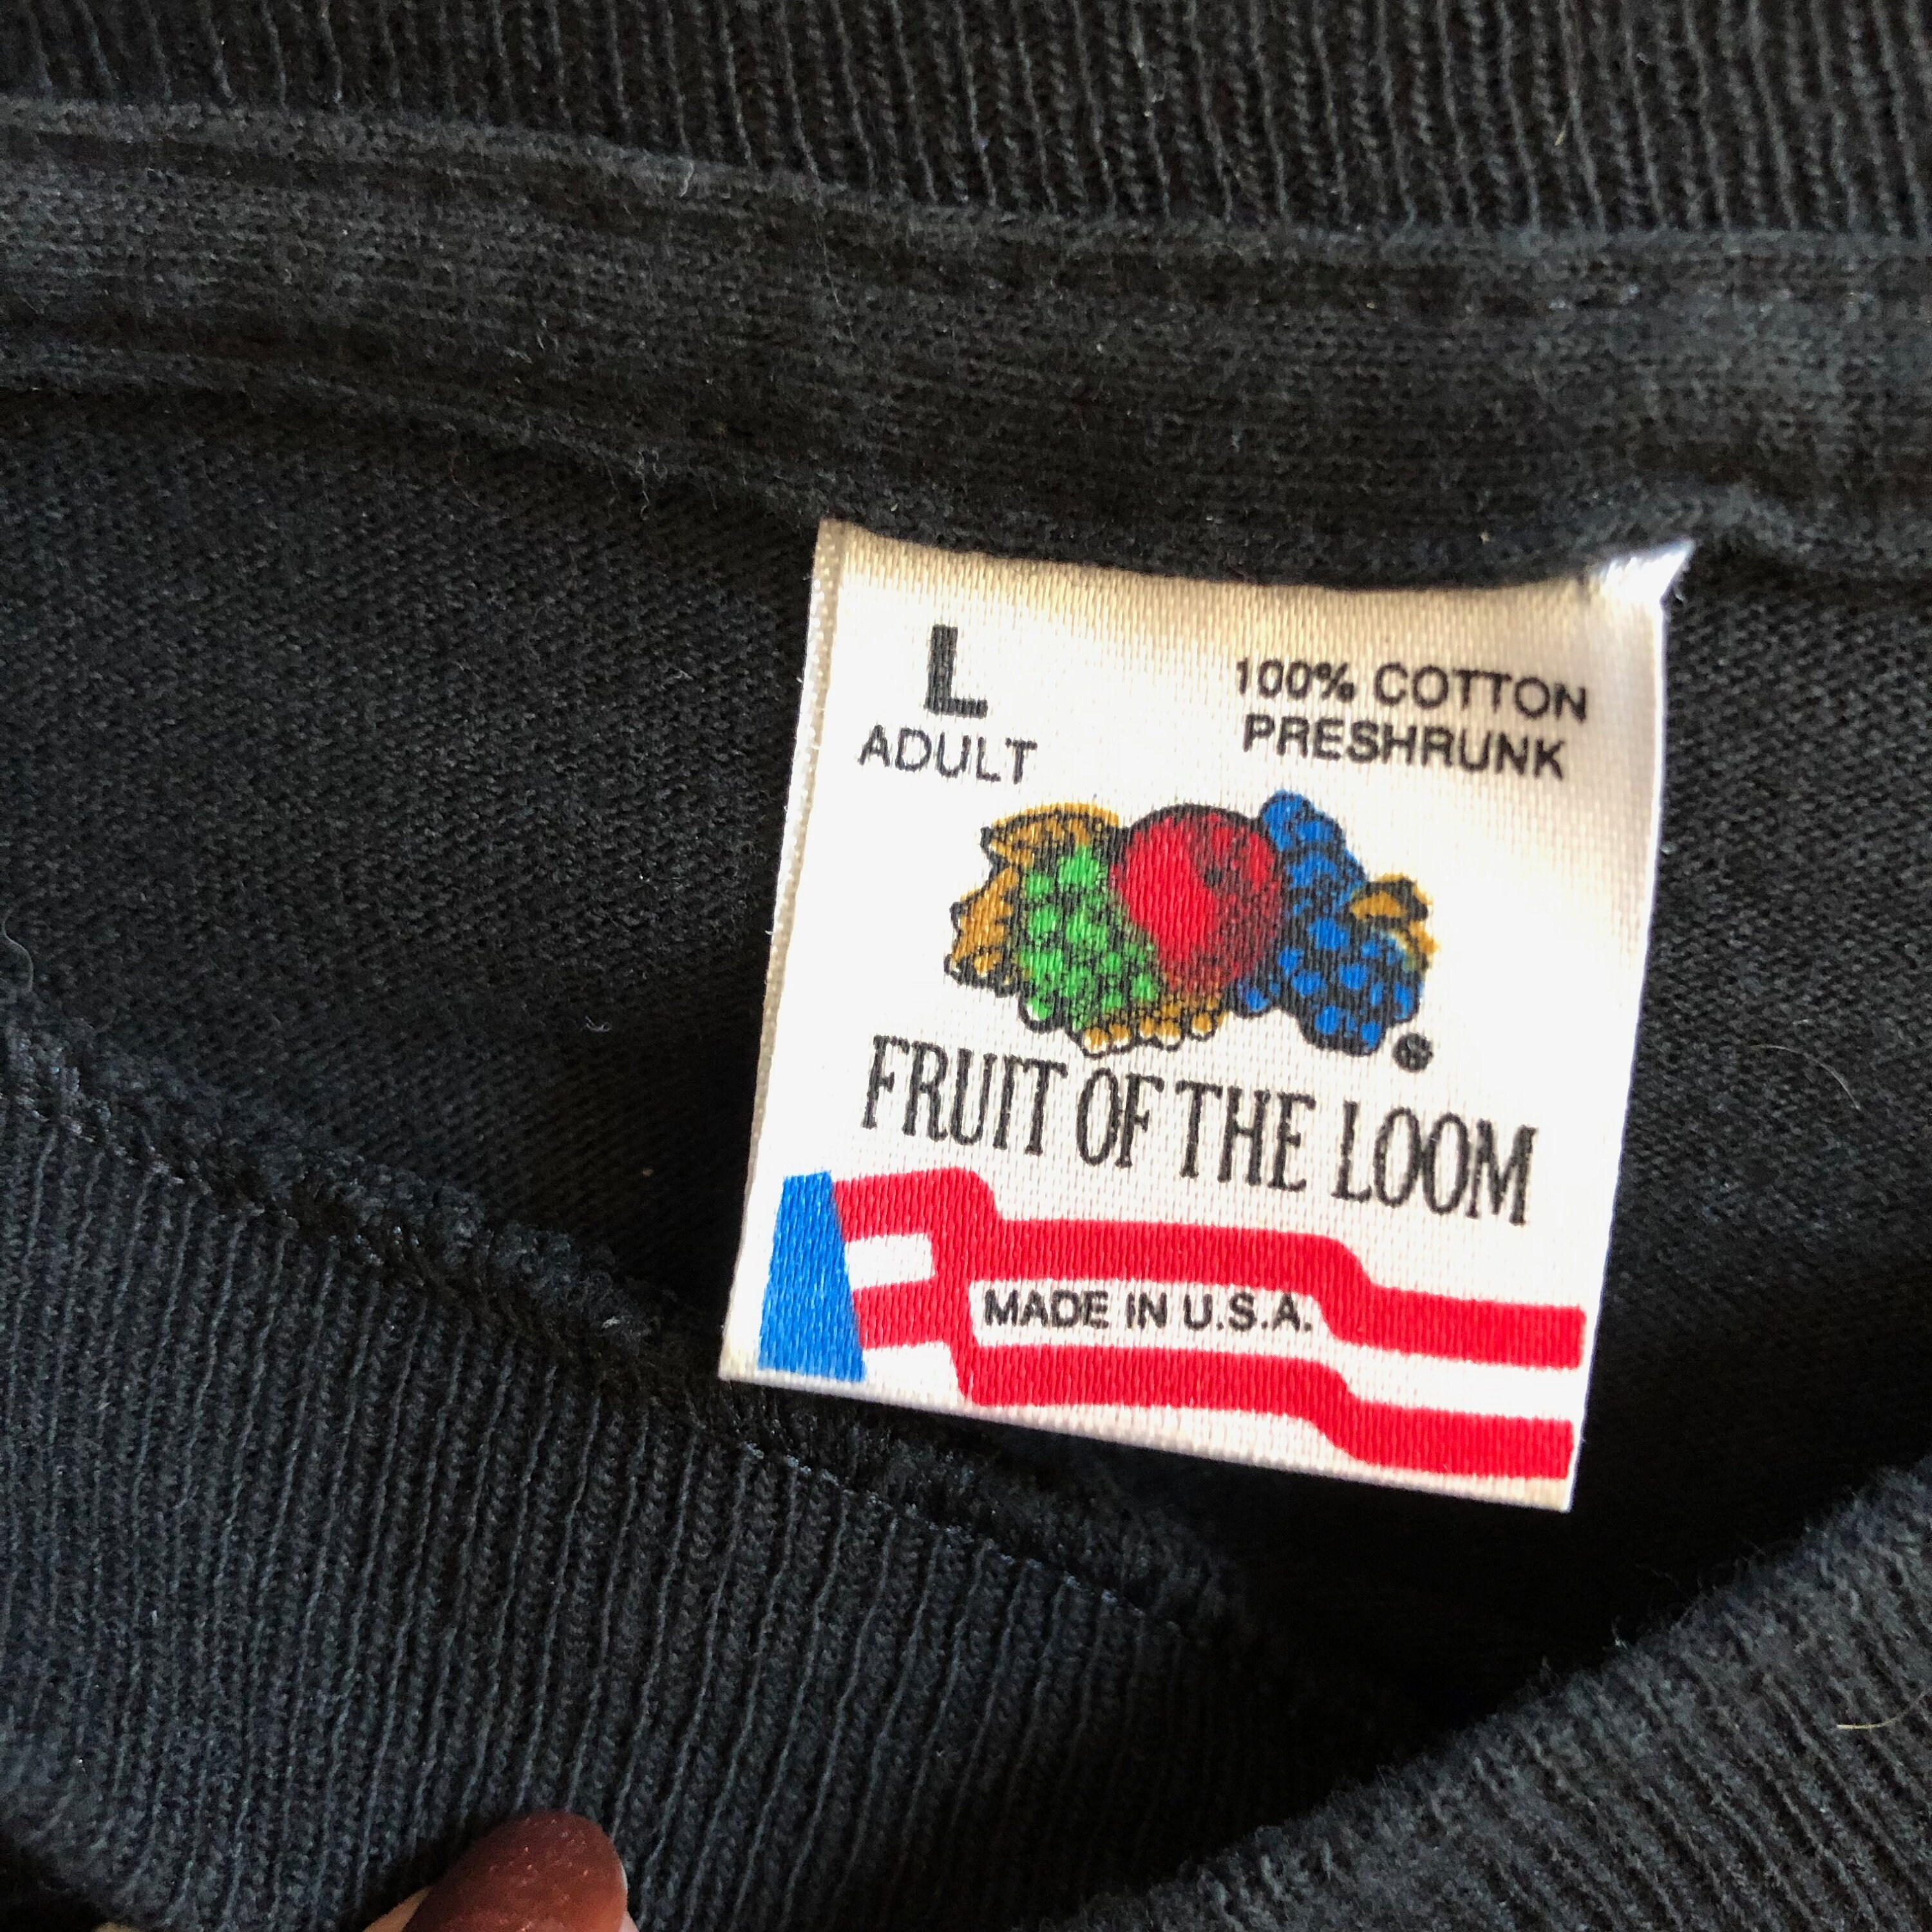 L
ADULT
100% COTTON
PRESHRUNK
®
FRUIT OF THE LOOM
MADE IN U.S.A.